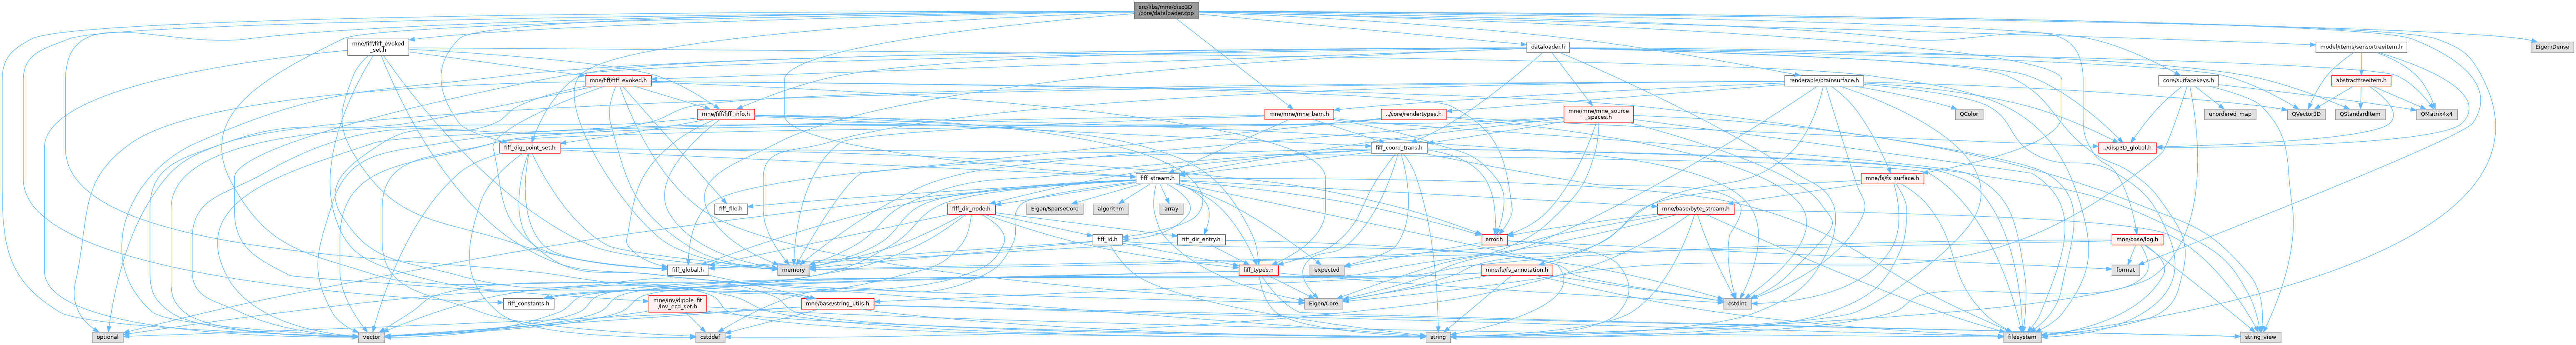 src/libs/mne/disp3D
/core/dataloader.cpp
mne/fiff/fiff_evoked
_set.h
dataloader.h
model/items/sensortreeitem.h
Eigen/Dense
mne/fiff/fiff_evoked.h
renderable/brainsurface.h
core/surfacekeys.h
abstracttreeitem.h
mne/fiff/fiff_info.h
mne/mne/mne_bem.h
../core/rendertypes.h
mne/mne/mne_source
_spaces.h
QColor
unordered_map
QVector3D
QStandardItem
QMatrix4x4
fiff_dig_point_set.h
fiff_coord_trans.h
../disp3D_global.h
fiff_stream.h
mne/fs/fs_surface.h
fiff_file.h
fiff_dir_node.h
Eigen/SparseCore
algorithm
array
mne/base/byte_stream.h
fiff_id.h
fiff_dir_entry.h
error.h
mne/base/log.h
fiff_global.h
memory
fiff_types.h
expected
mne/fs/fs_annotation.h
format
fiff_constants.h
mne/inv/dipole_fit
/inv_ecd_set.h
mne/base/string_utils.h
Eigen/Core
cstdint
optional
vector
cstddef
string
filesystem
string_view